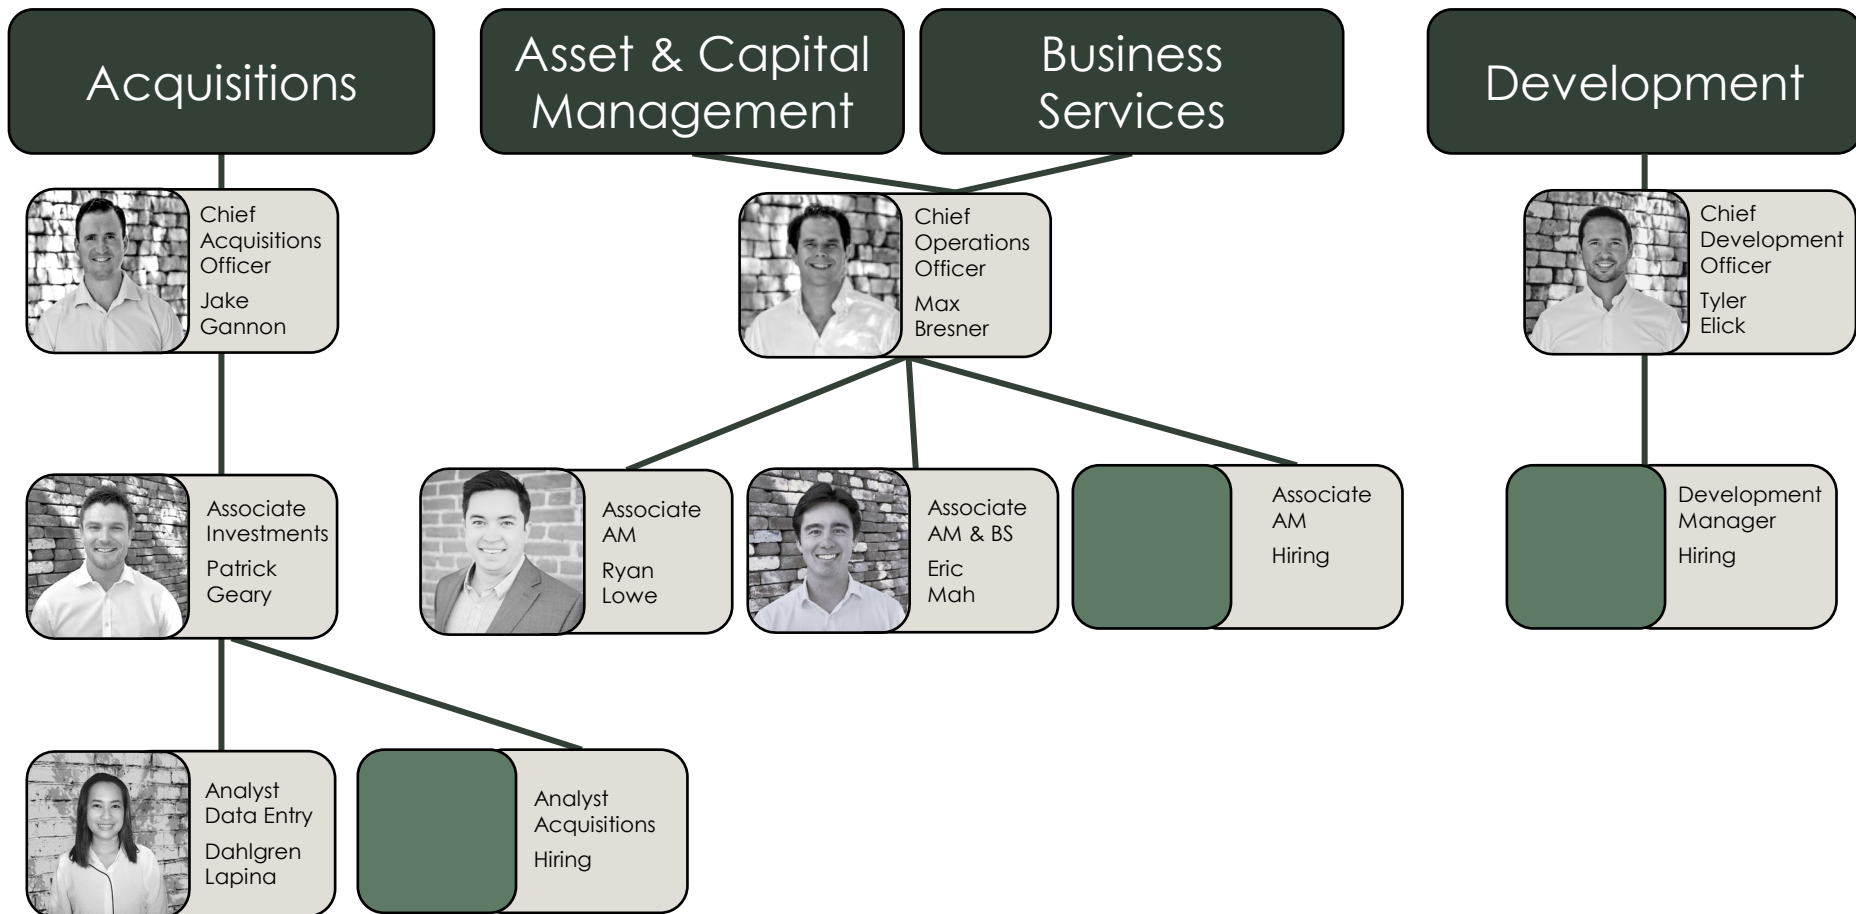 Acquisitions
Asset & Capital
Management
Business
Services
Development
Chief
Acquisitions
Officer
Jake
Gannon
Chief
Operations
Officer
Max
Bresner
Chief
Development
Officer
Tyler
Elick
Associate
Investments
Patrick
Geary
Associate
AM
Ryan
Lowe
Associate
AM & BS
Eric
Mah
Associate
AM
Hiring
Development
Manager
Hiring
Analyst
Data Entry
Dahlgren
Lapina
Analyst
Acquisitions
Hiring